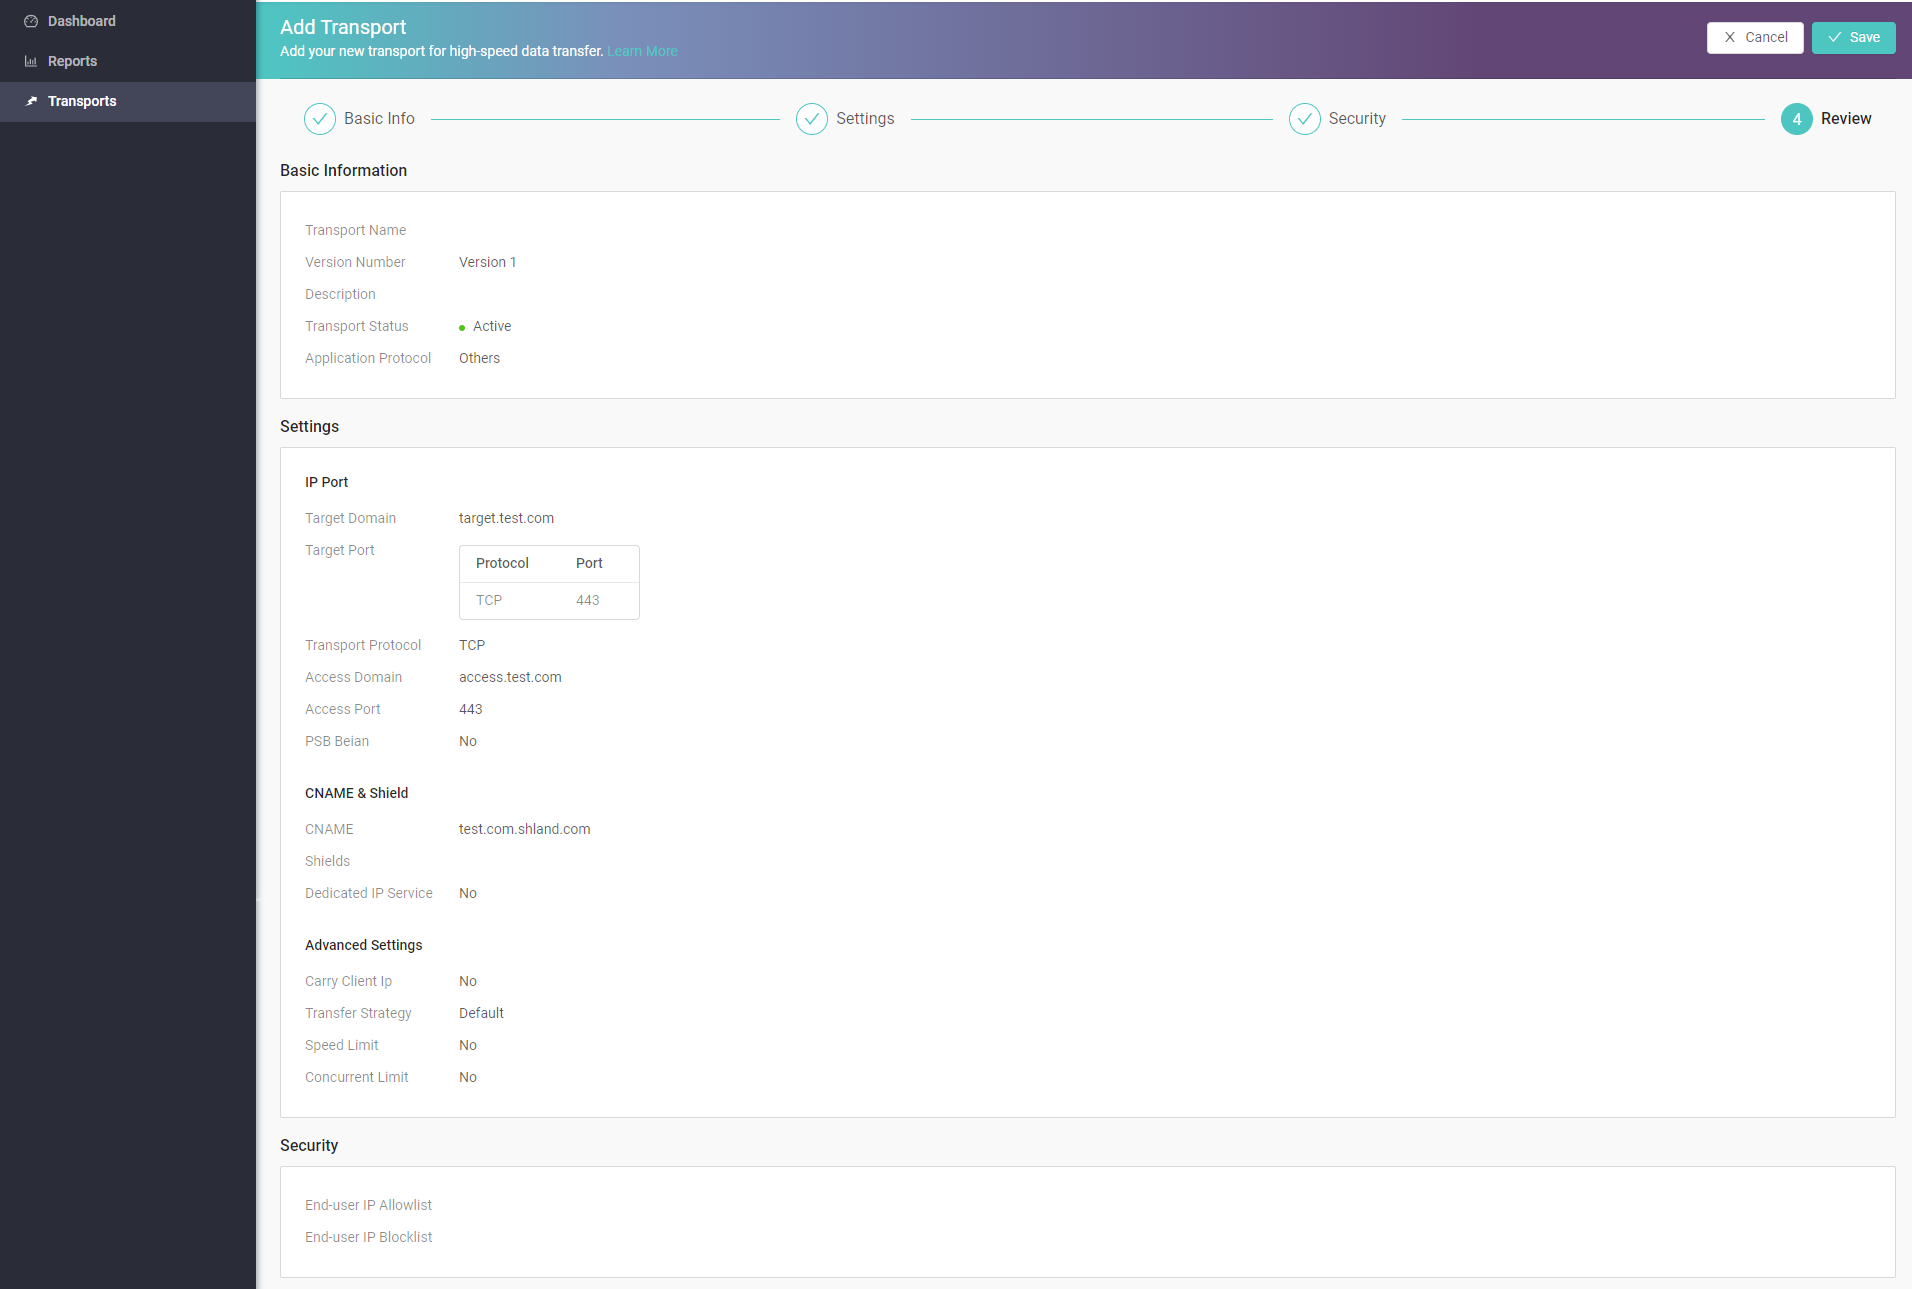 Dashboard
Reports
Transports
Add Transport
Add your new transport for high-speed data transfer. Learn More
Cancel
Save
Basic Info
Settings
Security
4 Review
Basic Information
Transport Name
Version Number Version 1
Description
Transport Status Active
Application Protocol Others
Settings
IP Port
Target Domain target.test.com
Target Port
Protocol Port
TCP 443
Transport Protocol TCP
Access Domain access.test.com
Access Port 443
PSB Beian No
CNAME & Shield
CNAME test.com.shland.com
Shields
Dedicated IP Service No
Advanced Settings
Carry Client Ip No
Transfer Strategy Default
Speed Limit No
Concurrent Limit No
Security
End-user IP Allowlist
End-user IP Blocklist